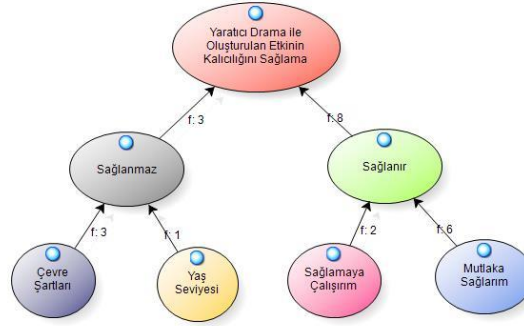 Yaratıcı Drama ile
Oluşturulan Etkinin
Kalıcılığını Sağlama
f: 3
f: 8
Sağlanmaz
Sağlanır
f: 3
f: 1
f: 2
f: 6
Çevre
Şartları
Yaş
Seviyesi
Sağlamaya
Çalışırım
Mutlaka
Sağlarım